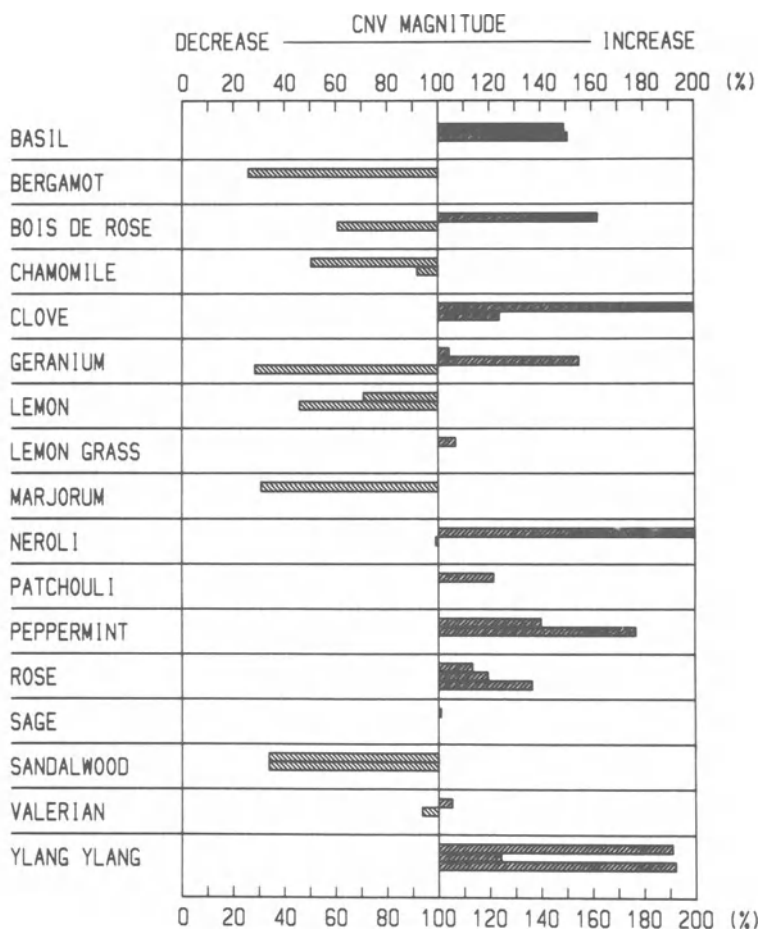 CNV MAGNITUDE
DECREASE INCREASE
0 20 40 60 80 100 120 140 160 180 200 (%)
BASIL
BERGAMOT
BOIS DE ROSE
CHAMOMILE
CLOVE
GERANIUM
LEMON
LEMON GRASS
MARJORUM
NEROLI
PATCHOULI
PEPPERMINT
ROSE
SAGE
SANDALWOOD
VALERIAN
YLANG YLANG
0 20 40 60 80 100 120 140 160 180 200 (%)